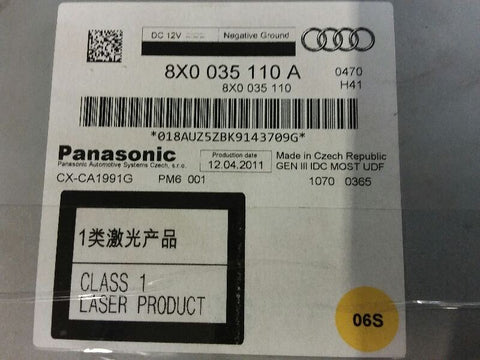 DC 12V Negative Ground
8X0 035 110 A 0470
8X0 035 110 H41
*018AUZ5ZBK9143709G*
Panasonic
Panasonic Automotive Systems Czech, s.r.o.
CX-CA1991G PM6 001
Production date
12.04.2011
Made in Czech Republic
GEN III IDC MOST UDF
1070 0365
1类激光产品
CLASS 1
LASER PRODUCT
06S